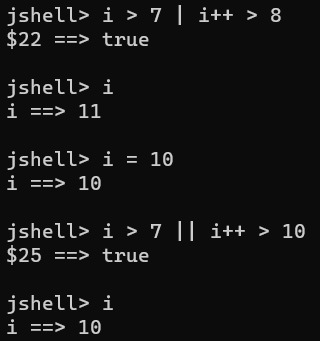 jshell> i > 7 | i++ > 8
$22 ==> true
jshell> i
i ==> 11
jshell> i = 10
i ==> 10
jshell> i > 7 || i++ > 10
$25 ==> true
jshell> i
i ==> 10